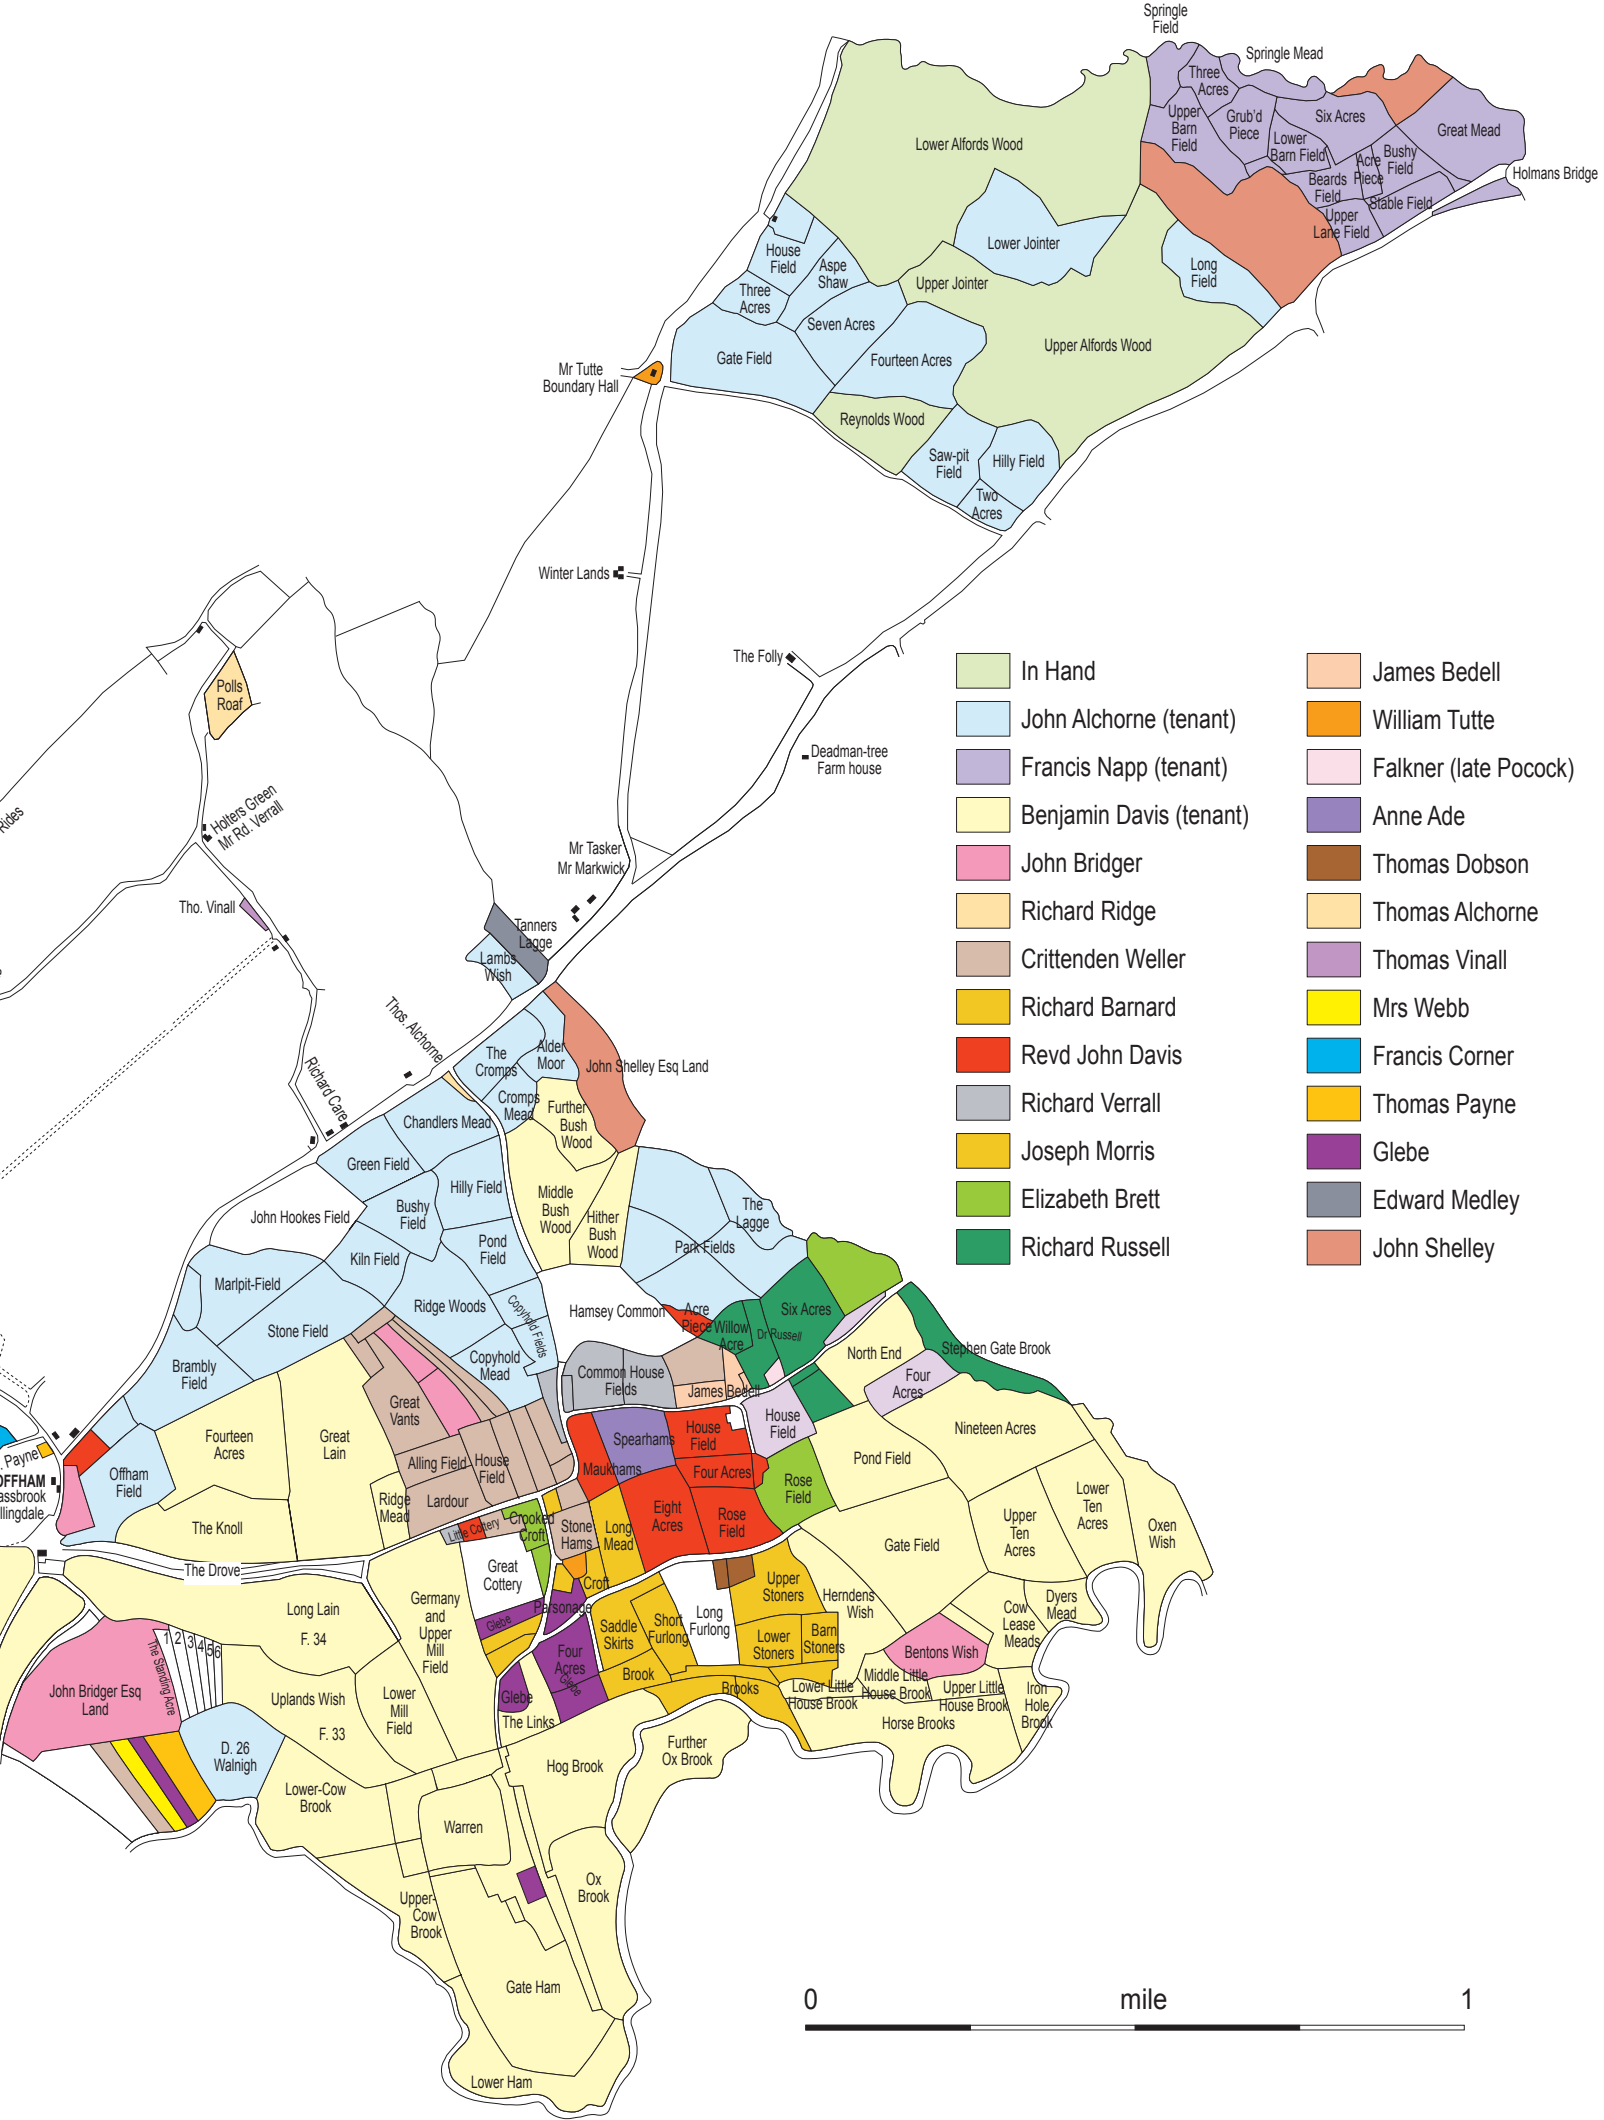 Springle
Field
Springle Mead
Three
Acres
Upper
Barn
Field
Grub'd
Piece
Six Acres
Great Mead
Lower
Barn Field
Acre
Piece
Bushy
Field
Beards
Field
Stable Field
Upper
Lane Field
Holmans Bridge
Lower Alfords Wood
Lower Jointer
House
Field
Aspe
Shaw
Three
Acres
Upper Jointer
Long
Field
Seven Acres
Gate Field
Fourteen Acres
Upper Alfords Wood
Mr Tutte
Boundary Hall
Reynolds Wood
Saw-pit
Field
Hilly Field
Two
Acres
Winter Lands
The Folly
Deadman-tree
Farm house
Polls
Roaf
Rides
Holters Green
Mr Rd. Verrall
Mr Tasker
Mr Markwick
Tho. Vinall
Tanners
Lagge
Lambs
Wish
Thos. Alchorne
Richard Care
In Hand
John Alchorne (tenant)
Francis Napp (tenant)
Benjamin Davis (tenant)
John Bridger
Richard Ridge
Crittenden Weller
Richard Barnard
Revd John Davis
Richard Verrall
Joseph Morris
Elizabeth Brett
Richard Russell
James Bedell
William Tutte
Falkner (late Pocock)
Anne Ade
Thomas Dobson
Thomas Alchorne
Thomas Vinall
Mrs Webb
Francis Corner
Thomas Payne
Glebe
Edward Medley
John Shelley
The
Cromps
Alder
Moor
John Shelley Esq Land
Cromps
Mead
Further
Bush
Wood
Chandlers Mead
Green Field
Hilly Field
Middle
Bush
Wood
Hither
Bush
Wood
The
Lagge
John Hookes Field
Bushy
Field
Pond
Field
Park Fields
Kiln Field
Marlpit-Field
Ridge Woods
Copyhold Fields
Hamsey Common
Acre
Piece
Willow
Acre
Dr Russell
Six Acres
Stone Field
Copyhold
Mead
Brambly
Field
Common House
Fields
James Bedell
North End
Stephen Gate Brook
Four
Acres
Great
Vants
House
Field
Nineteen Acres
Fourteen
Acres
Great
Lain
Spearhams
House
Field
Pond Field
Payne
OFFHAM
Offham
Field
Alling Field
House
Field
Maukhams
Four Acres
Rose
Field
Lardour
Ridge
Mead
The Knoll
Little Cottery
Crooked
Croft
Stone
Hams
Long
Mead
Eight
Acres
Rose
Field
Upper
Ten
Acres
Lower
Ten
Acres
Oxen
Wish
Gate Field
The Drove
Great
Cottery
Croft
Upper
Stoners
Herndens
Wish
Dyers
Mead
Cow
Lease
Meads
Long Lain
F. 34
Germany
and
Upper
Mill
Field
Glebe
Parsonage
Saddle
Skirts
Short
Furlong
Long
Furlong
Lower
Stoners
Barn
Stoners
Bentons Wish
1 2 3 4 5 6
The Standing Acre
John Bridger Esq
Land
Four
Acres
Glebe
Brook
Brooks
Glebe
The Links
Lower Little
House Brook
Middle Little
House Brook
Upper Little
House Brook
Iron
Hole
Brook
Horse Brooks
Uplands Wish
F. 33
Lower
Mill
Field
D. 26
Walnigh
Lower-Cow
Brook
Hog Brook
Further
Ox Brook
Warren
Ox
Brook
Upper-
Cow
Brook
Gate Ham
Lower Ham
0 mile 1